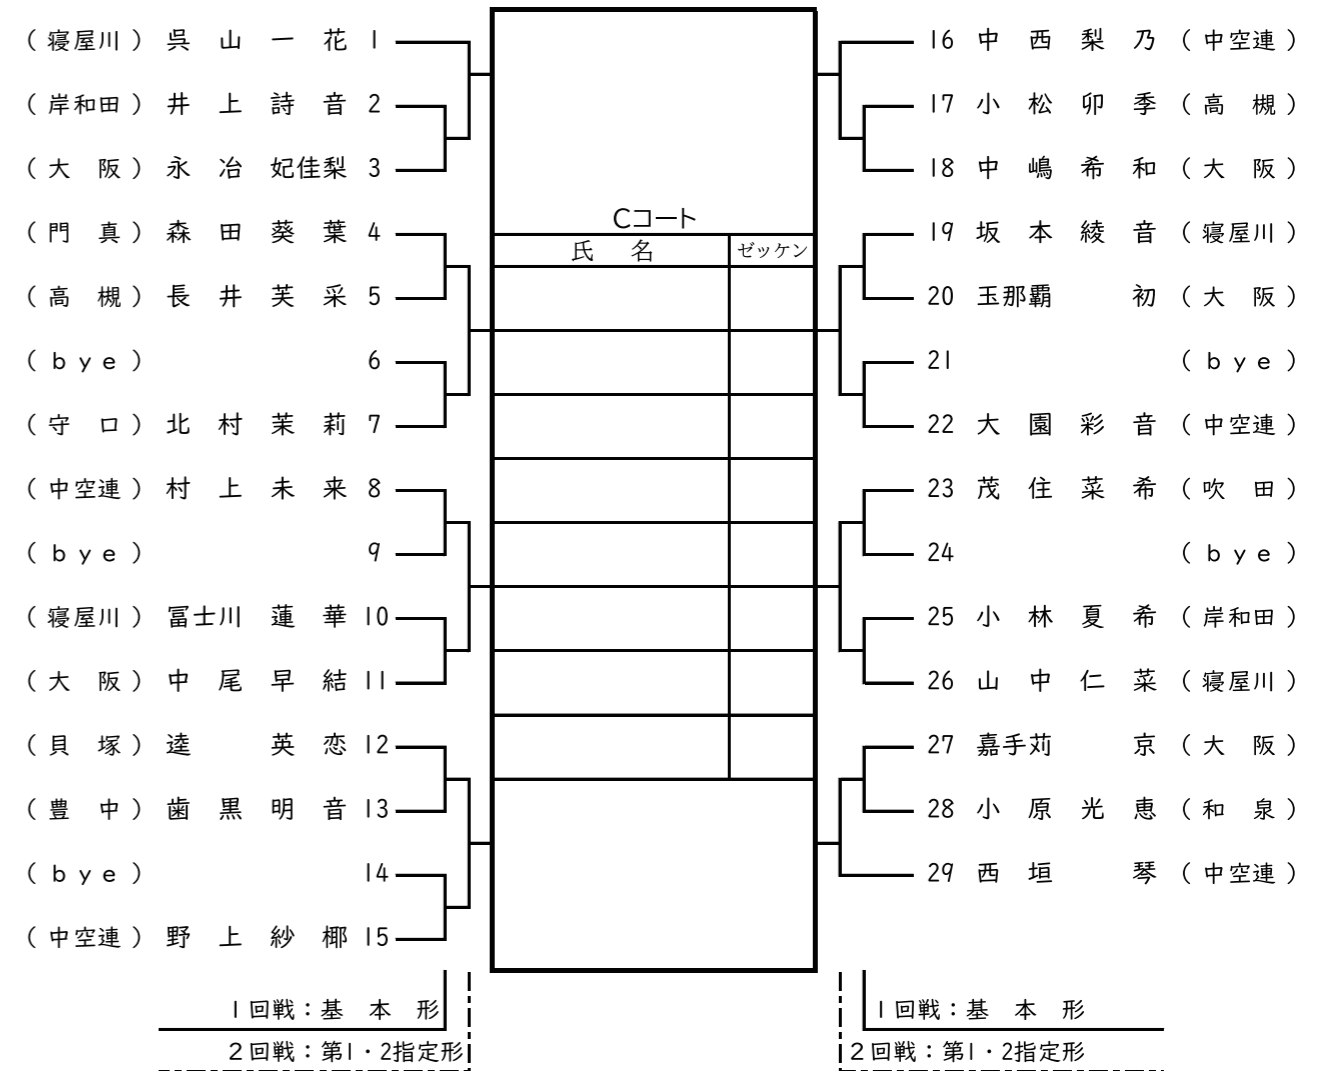 (寝屋川) 呉山一花 1
(岸和田) 井上詩音 2
(大阪) 永冶妃佳梨 3
(門真) 森田葵葉 4
(高槻) 長井芙采 5
(bye) 6
(守口) 北村茉莉 7
(中空連) 村上未来 8
(bye) 9
(寝屋川) 冨士川蓮華 10
(大阪) 中尾早結 11
(貝塚) 逵英恋 12
(豊中) 歯黒明音 13
(bye) 14
(中空連) 野上紗椰 15
1回戦：基本形
2回戦：第1・2指定形
Cコート
氏名 ゼッケン
16 中西梨乃 (中空連)
17 小松卯季 (高槻)
18 中嶋希和 (大阪)
19 坂本綾音 (寝屋川)
20 玉那覇初 (大阪)
21 (bye)
22 大園彩音 (中空連)
23 茂住菜希 (吹田)
24 (bye)
25 小林夏希 (岸和田)
26 山中仁菜 (寝屋川)
27 嘉手苅京 (大阪)
28 小原光恵 (和泉)
29 西垣琴 (中空連)
1回戦：基本形
2回戦：第1・2指定形